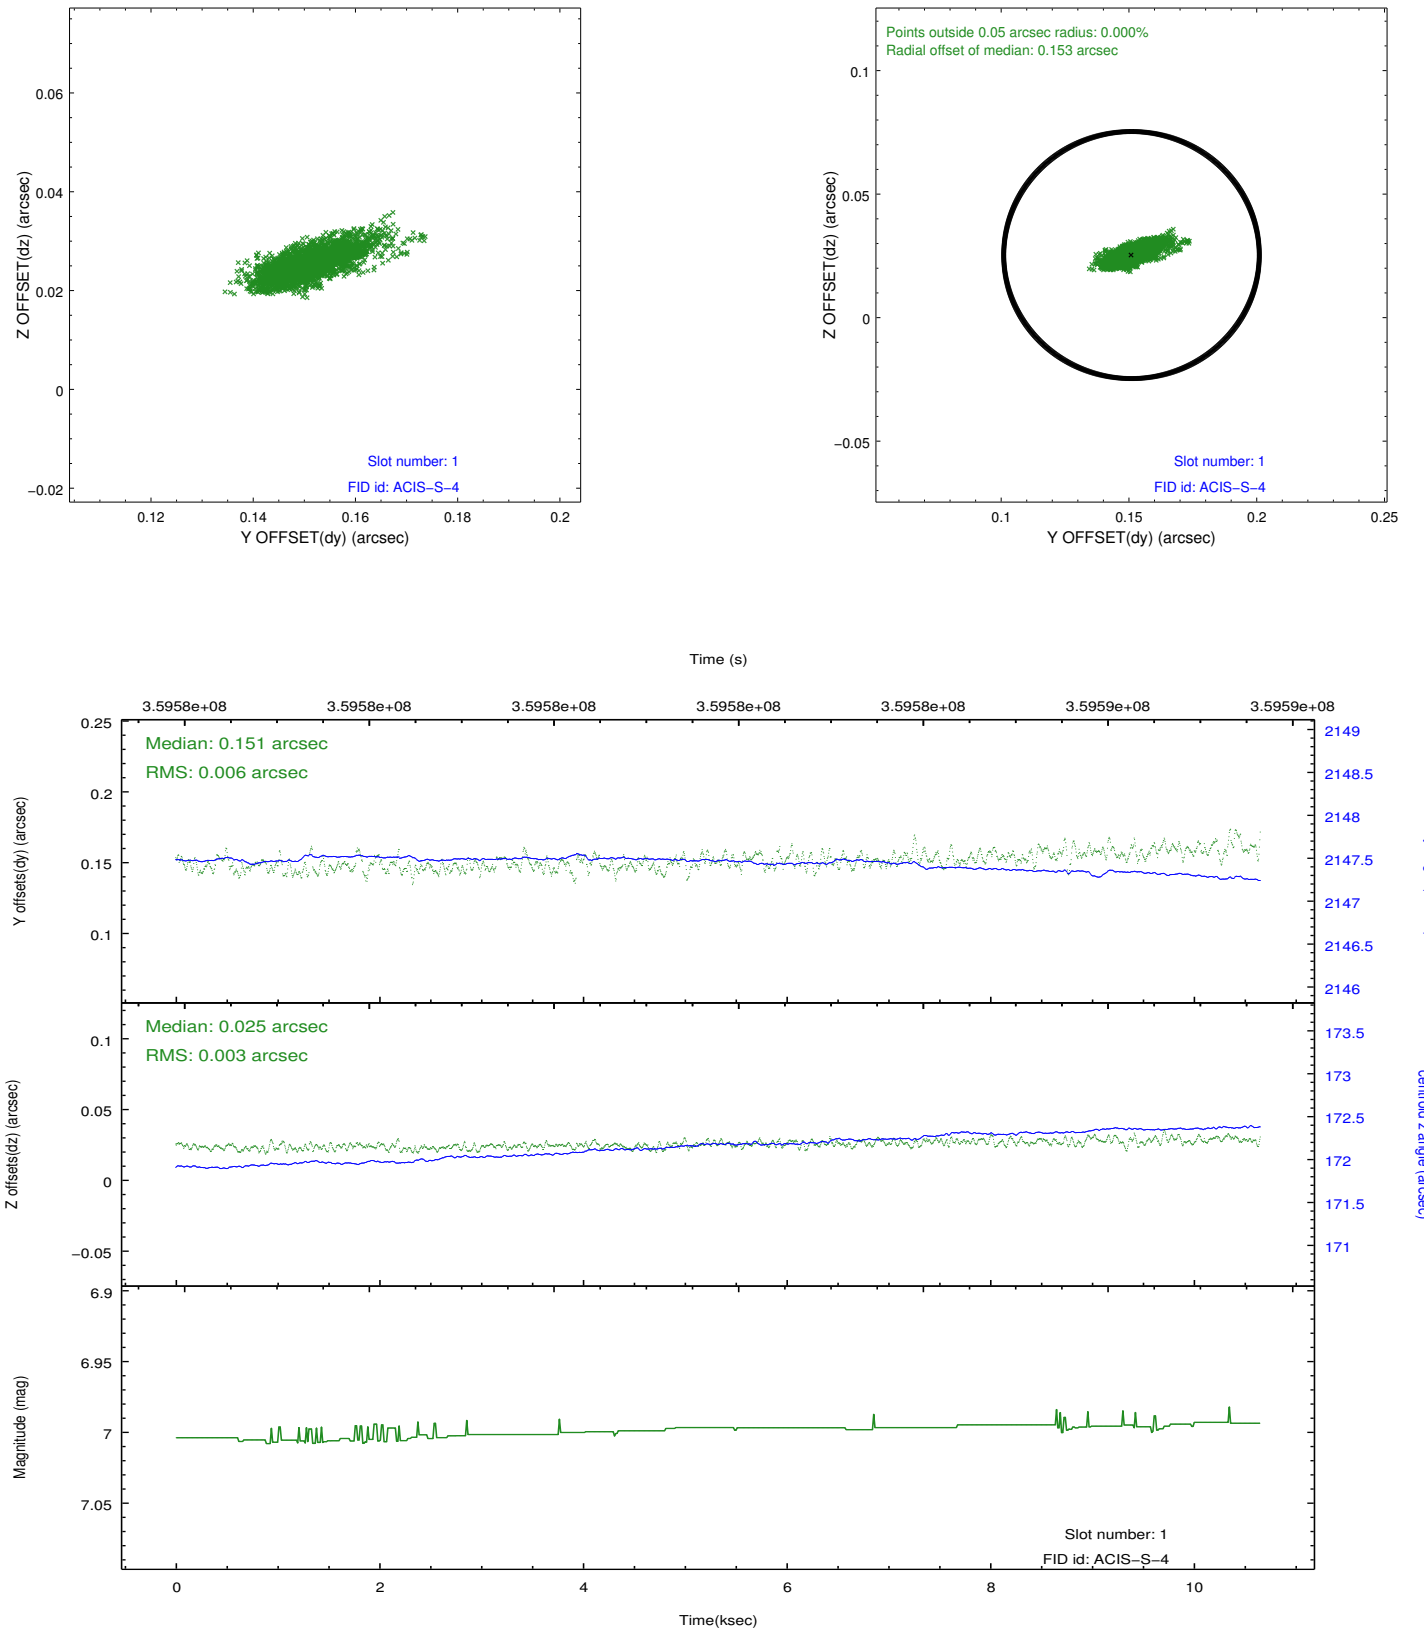 0.06
0.04
0.02
0
−0.02
Z OFFSET(dz) (arcsec)
Slot number: 1
FID id: ACIS−S−4
0.12 0.14 0.16 0.18 0.2
Y OFFSET(dy) (arcsec)
Points outside 0.05 arcsec radius: 0.000%
Radial offset of median: 0.153 arcsec
0.1
0.05
0
−0.05
Z OFFSET(dz) (arcsec)
Slot number: 1
FID id: ACIS−S−4
0.1 0.15 0.2 0.25
Y OFFSET(dy) (arcsec)
Time (s)
3.5958e+08 3.5958e+08 3.5958e+08 3.5958e+08 3.5958e+08 3.5959e+08 3.5959e+08
Median: 0.151 arcsec
RMS: 0.006 arcsec
0.25
0.2
0.15
0.1
Y offsets(dy) (arcsec)
2149
2148.5
2148
2147.5
2147
2146.5
2146
Median: 0.025 arcsec
RMS: 0.003 arcsec
0.1
0.05
0
−0.05
Z offsets(dz) (arcsec)
173.5
173
172.5
172
171.5
171
centroid z angle (arcsec)
6.9
6.95
7
7.05
Magnitude (mag)
Slot number: 1
FID id: ACIS−S−4
0 2 4 6 8 10
Time(ksec)